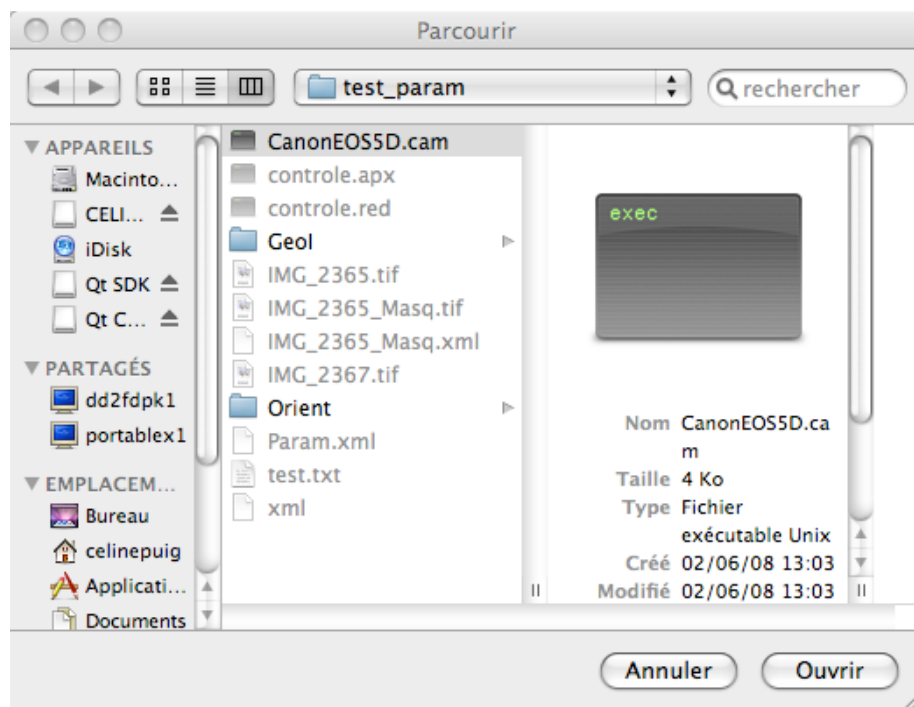 Parcourir
test_param
rechercher
APPAREILS
Macinto...
CELI...
iDisk
Qt SDK
Qt C...
PARTAGÉS
dd2fdpk1
portablex1
EMPLACEM...
Bureau
celinepuig
Applicati...
Documents
CanonEOS5D.cam
controle.apx
controle.red
Geol
IMG_2365.tif
IMG_2365_Masq.tif
IMG_2365_Masq.xml
IMG_2367.tif
Orient
Param.xml
test.txt
xml
exec
Nom CanonEOS5D.ca
m
Taille 4 Ko
Type Fichier
exécutable Unix
Créé 02/06/08 13:03
Modifié 02/06/08 13:03
Annuler
Ouvrir